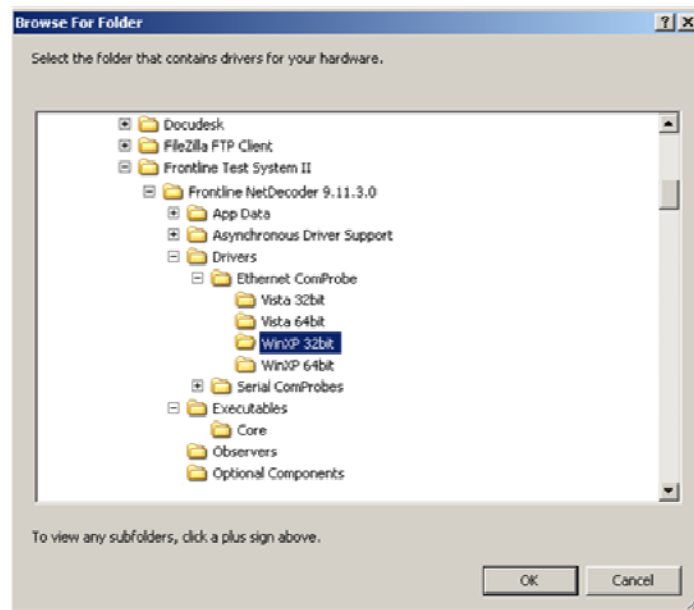 Browse For Folder
Select the folder that contains drivers for your hardware.
Docudesk
FileZilla FTP Client
Frontline Test System II
Frontline NetDecoder 9.11.3.0
App Data
Asynchronous Driver Support
Drivers
Ethernet ComProbe
Vista 32bit
Vista 64bit
WinXP 32bit
WinXP 64bit
Serial ComProbes
Executables
Core
Observers
Optional Components
To view any subfolders, click a plus sign above.
OK Cancel